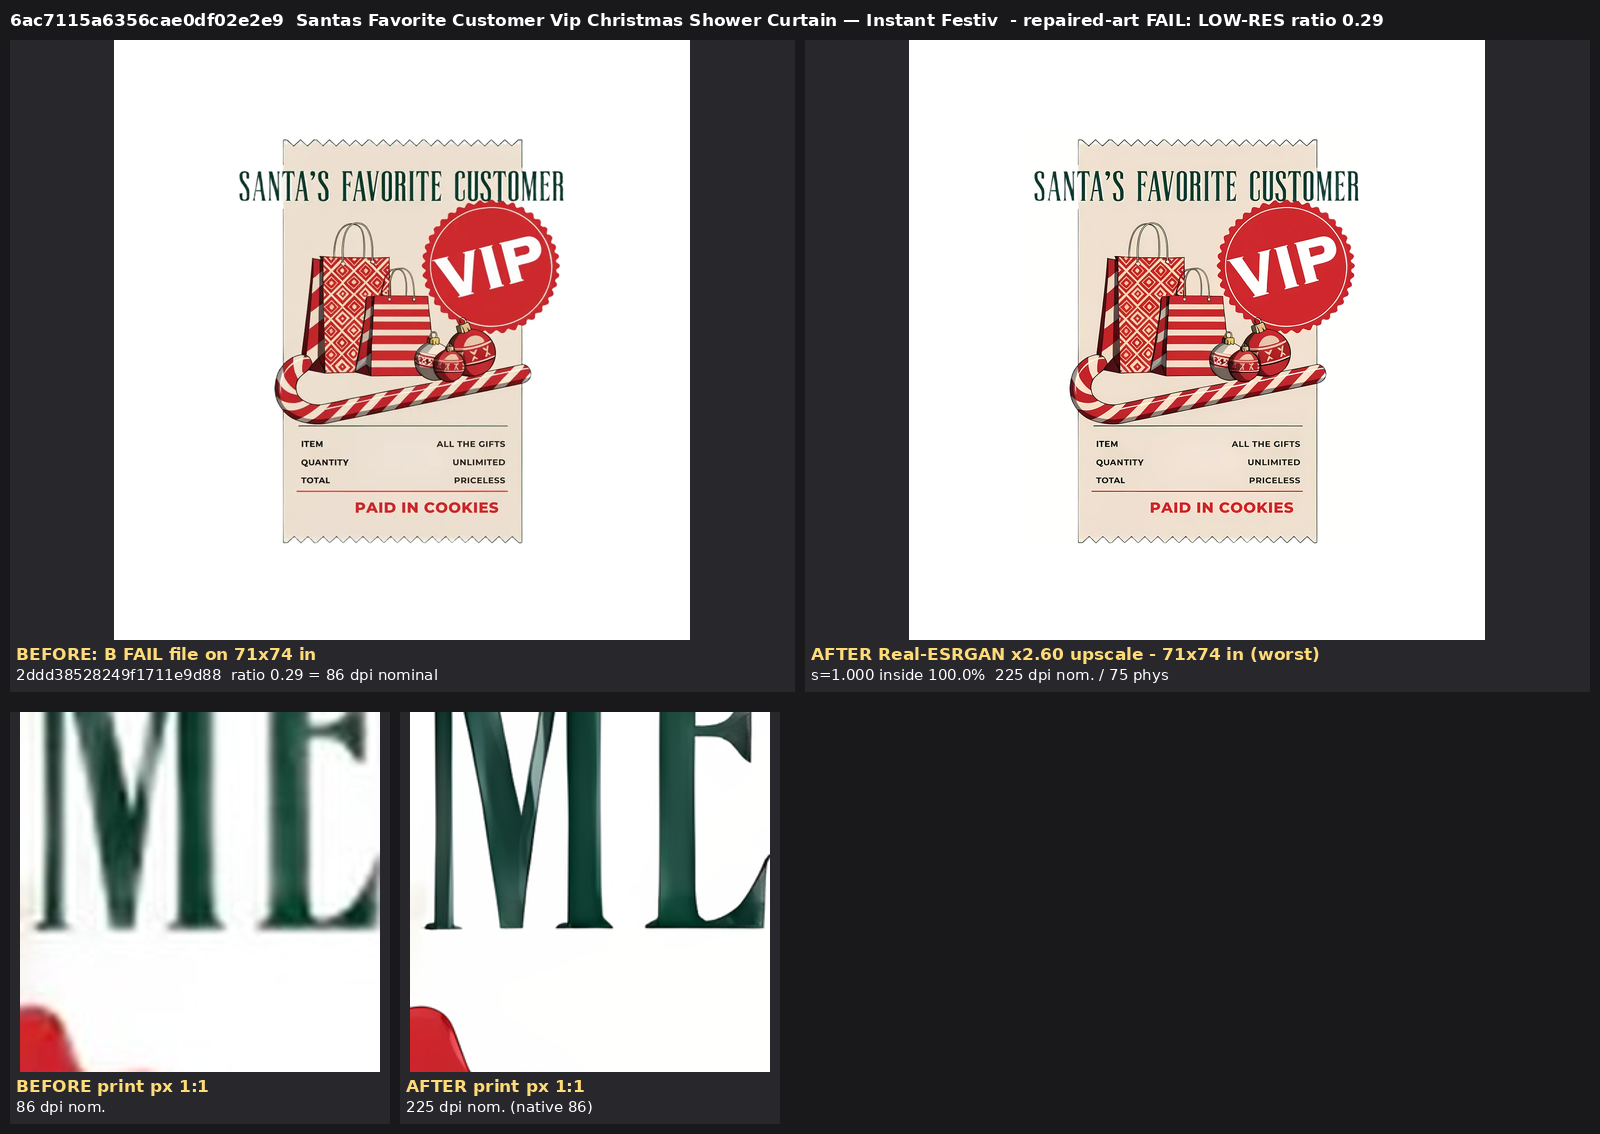 6ac7115a6356cae0df02e2e9  Santas Favorite Customer Vip Christmas Shower Curtain — Instant Festiv  - repaired-art FAIL: LOW-RES ratio 0.29
SANTA'S FAVORITE CUSTOMER
VIP
ITEM ALL THE GIFTS
QUANTITY UNLIMITED
TOTAL PRICELESS
PAID IN COOKIES
BEFORE: B FAIL file on 71x74 in
2ddd38528249f1711e9d88  ratio 0.29 = 86 dpi nominal
SANTA'S FAVORITE CUSTOMER
VIP
ITEM ALL THE GIFTS
QUANTITY UNLIMITED
TOTAL PRICELESS
PAID IN COOKIES
AFTER Real-ESRGAN x2.60 upscale - 71x74 in (worst)
s=1.000 inside 100.0%  225 dpi nom. / 75 phys
ME
BEFORE print px 1:1
86 dpi nom.
ME
AFTER print px 1:1
225 dpi nom. (native 86)